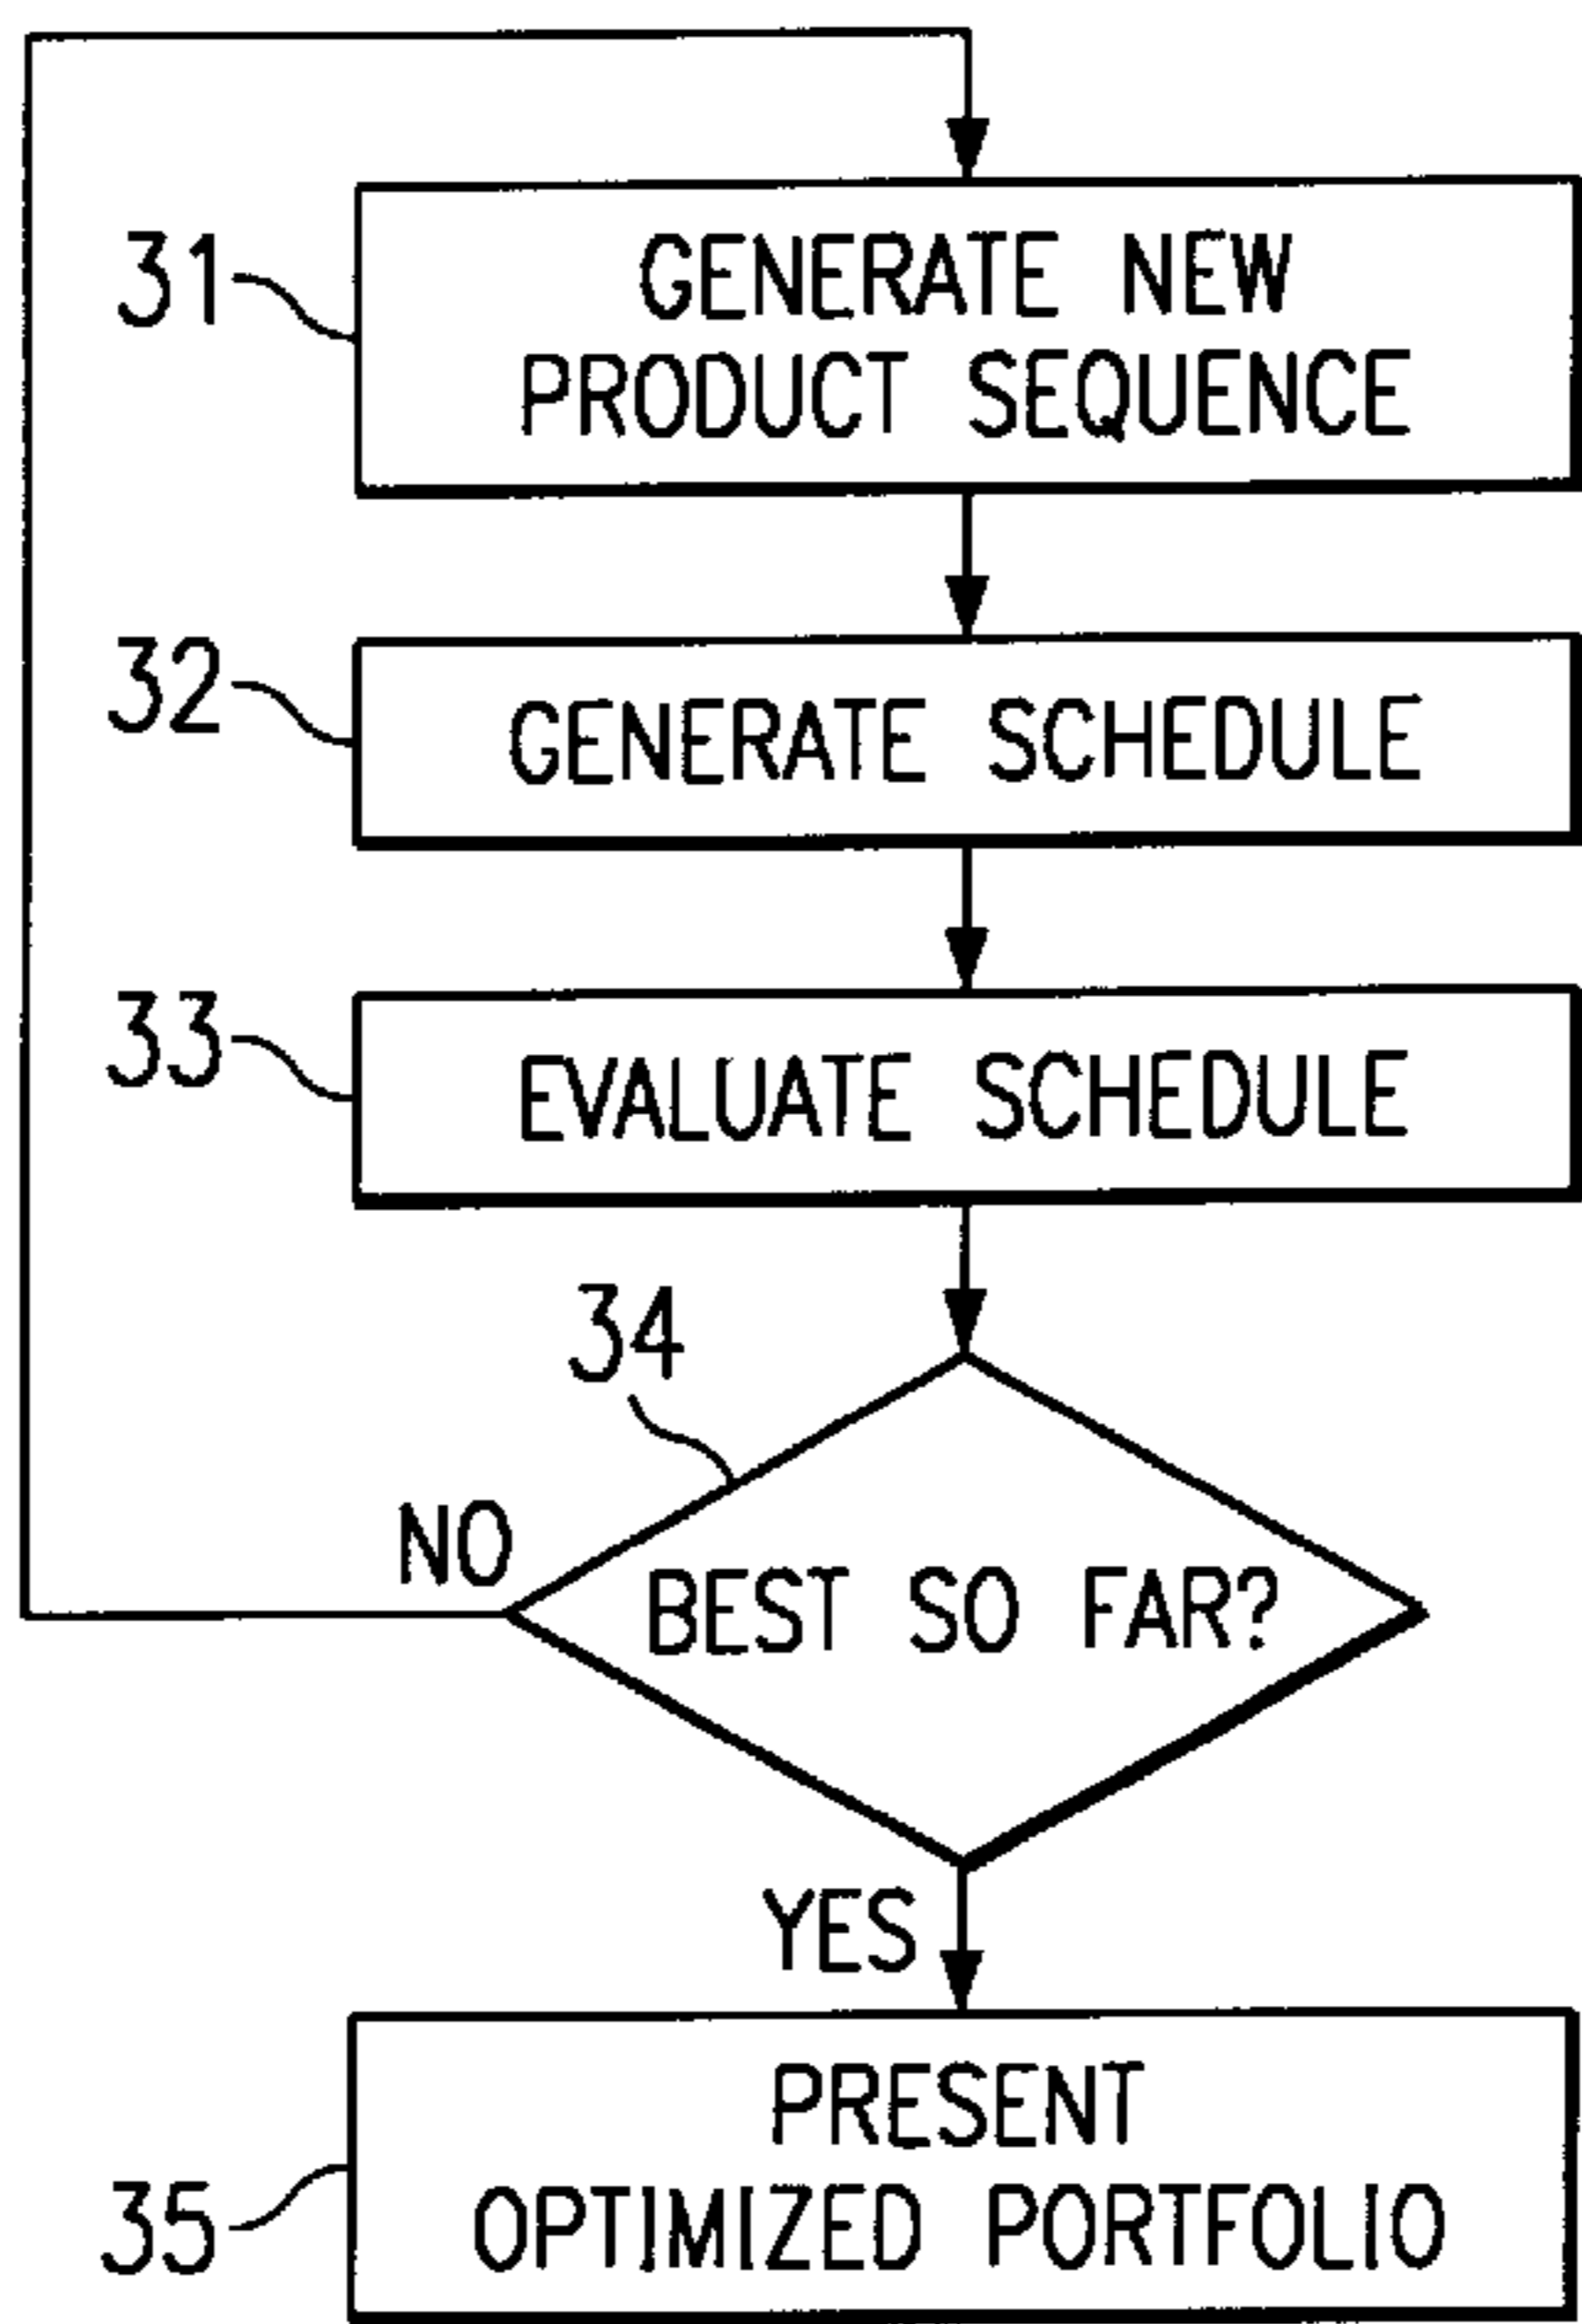 31
GENERATE NEW
PRODUCT SEQUENCE
32
GENERATE SCHEDULE
33
EVALUATE SCHEDULE
34
NO
BEST SO FAR?
YES
PRESENT
35
OPTIMIZED PORTFOLIO